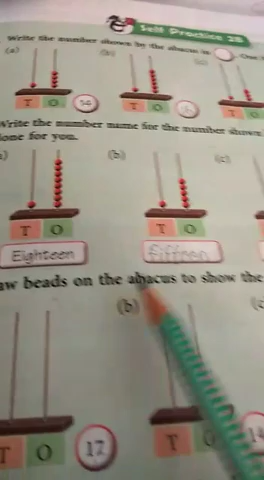 Self Practice 2B
Write the number shown by the abacus in
(a) (b) (c)
T O T O T O
Write the number name for the number shown
done for you.
(b) (c)
T O T O
Eighteen Fifteen
aw beads on the abacus to show the
(b) (c
T O 17 T O 14